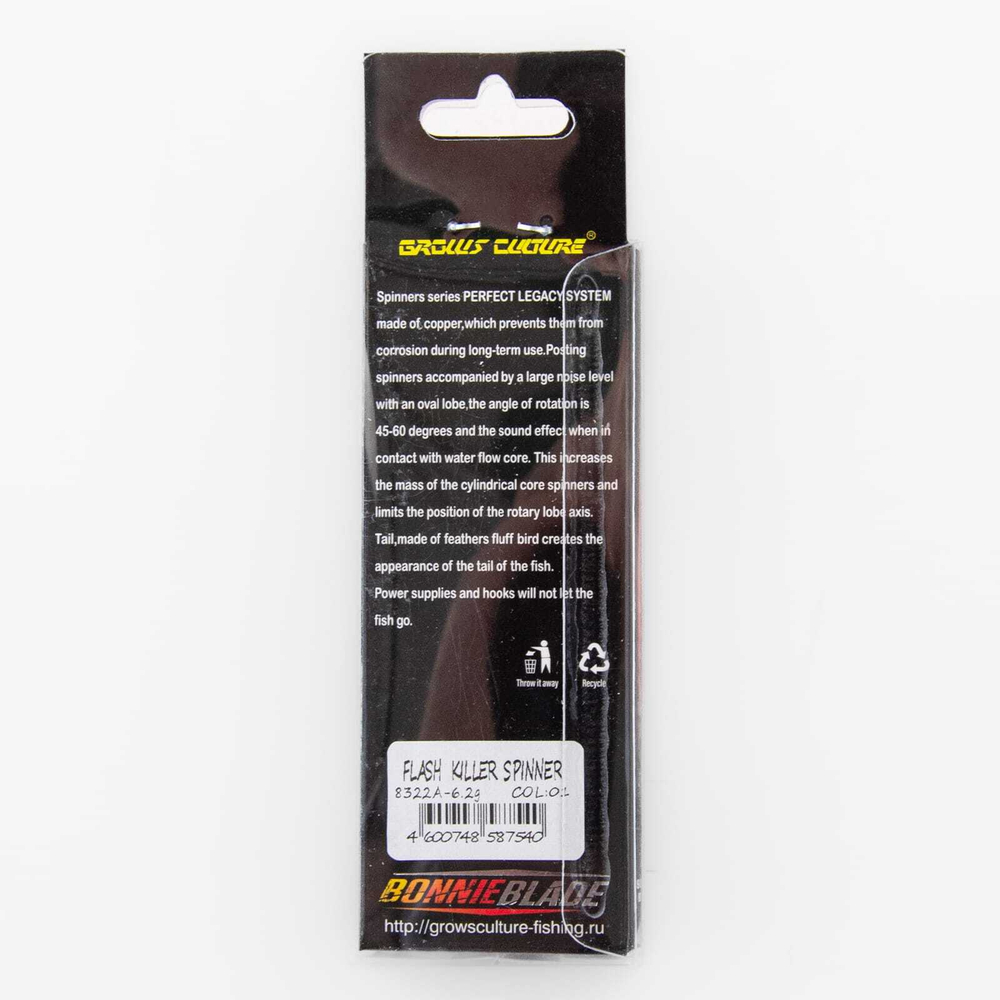 GROWS CULTURE®
Spinners series PERFECT LEGACY SYSTEM
made of copper,which prevents them from
corrosion during long-term use.Posting
spinners accompanied by a large noise level
with an oval lobe,the angle of rotation is
45-60 degrees and the sound effect when in
contact with water flow core. This increases
the mass of the cylindrical core spinners and
limits the position of the rotary lobe axis.
Tail,made of feathers fluff bird creates the
appearance of the tail of the fish.
Power supplies and hooks will not let the
fish go.
Throw it away Recycle
FLASH KILLER SPINNER
8322A-6.2g COL:01
4 600748 587540
BONNIE BLADE
http://growsculture-fishing.ru